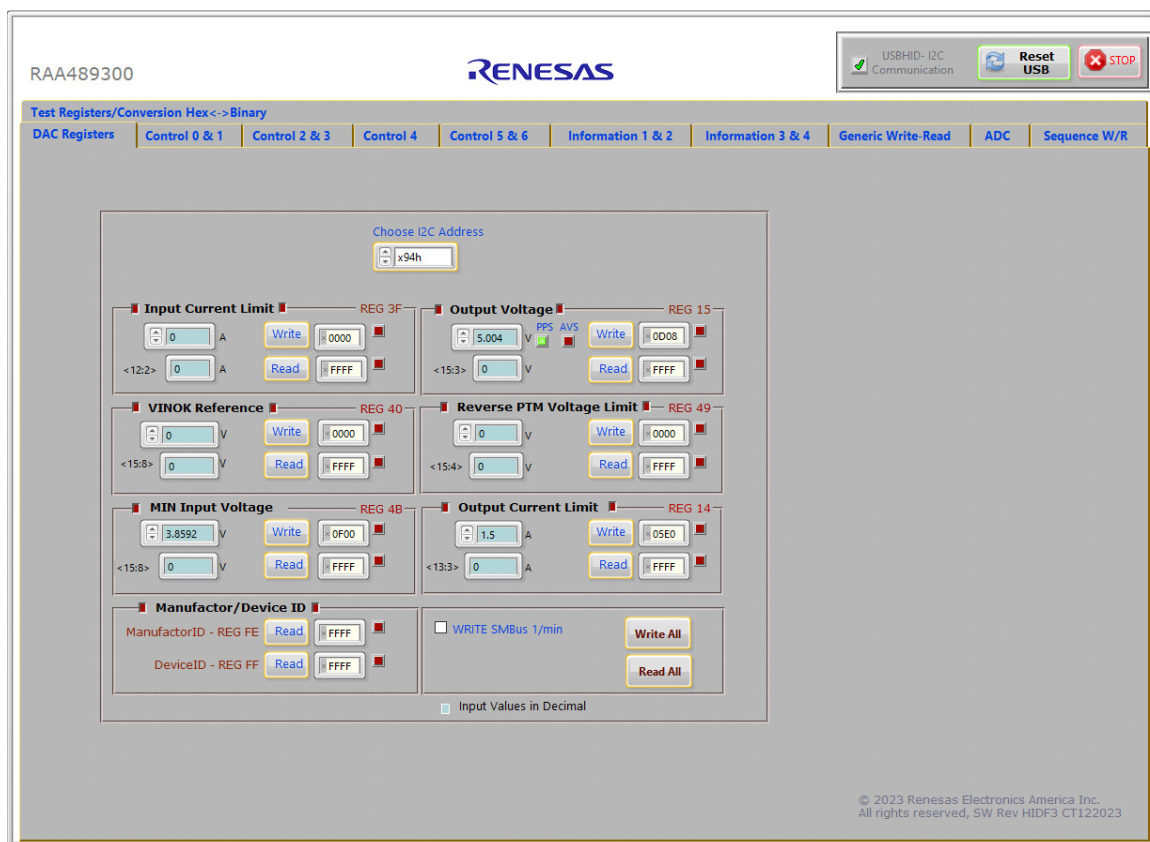 RAA489300
RENESAS
USBHID- I2C
Communication
Reset
USB
STOP
Test Registers/Conversion Hex<->Binary
DAC Registers
Control 0 & 1
Control 2 & 3
Control 4
Control 5 & 6
Information 1 & 2
Information 3 & 4
Generic Write-Read
ADC
Sequence W/R
Choose I2C Address
x94h
Input Current Limit
REG 3F
0
A
Write
x 0000
<12:2>
0
A
Read
x FFFF
Output Voltage
REG 15
5.004
V
PPS
AVS
Write
x 0D08
<15:3>
0
V
Read
x FFFF
VINOK Reference
REG 40
0
V
Write
x 0000
<15:8>
0
V
Read
x FFFF
Reverse PTM Voltage Limit
REG 49
0
V
Write
x 0000
<15:4>
0
V
Read
x FFFF
MIN Input Voltage
REG 4B
3.8592
V
Write
x 0F00
<15:8>
0
V
Read
x FFFF
Output Current Limit
REG 14
1.5
A
Write
x 05E0
<13:3>
0
A
Read
x FFFF
Manufactor/Device ID
ManufactorID - REG FE
Read
x FFFF
DeviceID - REG FF
Read
x FFFF
WRITE SMBus 1/min
Write All
Read All
Input Values in Decimal
© 2023 Renesas Electronics America Inc.
All rights reserved, SW Rev HIDF3 CT122023